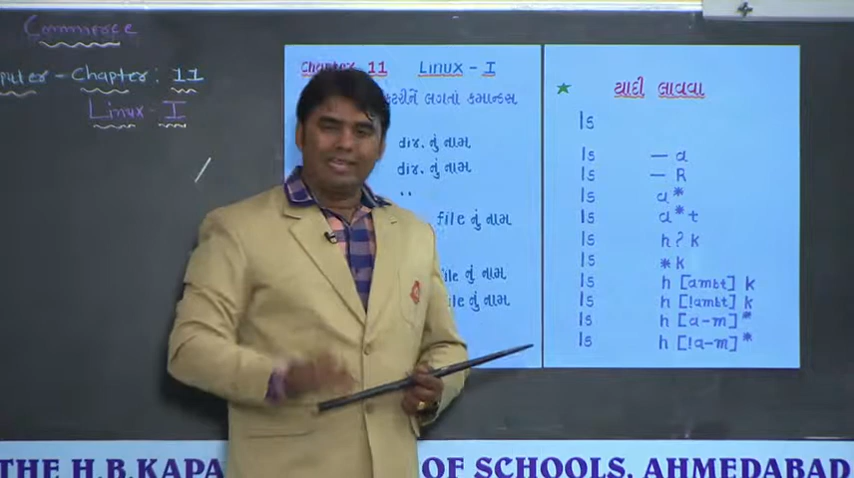 Commerce
puter - Chapter : 11
Linux - I
Chapter 11 Linux - I
કટરીને લગતો કમાન્ડસ
dir. નું નામ
dir. નું નામ
..
file નું નામ
file નું નામ
file નું નામ
★ યાદી લાવવા
ls
ls - a
ls - R
ls a*
ls a*t
ls h?k
ls *k
ls h [ambt] k
ls h [!ambt] k
ls h [a-m]*
ls h [!a-m]*
THE H.B.KAPA OF SCHOOLS, AHMEDABAD